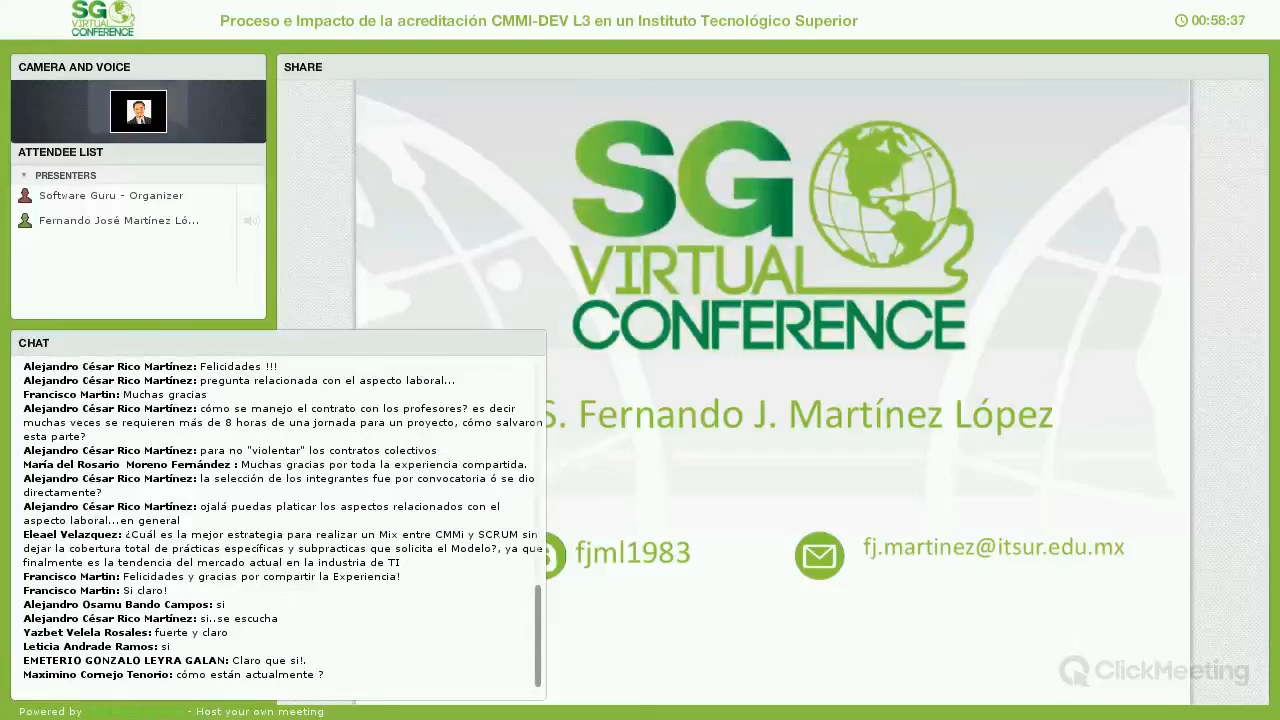 SG
VIRTUAL
CONFERENCE
Proceso e Impacto de la acreditación CMMI-DEV L3 en un Instituto Tecnológico Superior
00:58:37
CAMERA AND VOICE
ATTENDEE LIST
PRESENTERS
Software Guru - Organizer
Fernando José Martínez Ló...
CHAT
Alejandro César Rico Martínez: Felicidades !!!
Alejandro César Rico Martínez: pregunta relacionada con el aspecto laboral...
Francisco Martin: Muchas gracias
Alejandro César Rico Martínez: cómo se manejo el contrato con los profesores? es decir
muchas veces se requieren más de 8 horas de una jornada para un proyecto, cómo salvaron
esta parte?
Alejandro César Rico Martínez: para no "violentar" los contratos colectivos
María del Rosario Moreno Fernández : Muchas gracias por toda la experiencia compartida.
Alejandro César Rico Martínez: la selección de los integrantes fue por convocatoria ó se dio
directamente?
Alejandro César Rico Martínez: ojalá puedas platicar los aspectos relacionados con el
aspecto laboral...en general
Eleael Velazquez: ¿Cuál es la mejor estrategia para realizar un Mix entre CMMi y SCRUM sin
dejar la cobertura total de prácticas específicas y subpracticas que solicita el Modelo?, ya que
finalmente es la tendencia del mercado actual en la industria de TI
Francisco Martin: Felicidades y gracias por compartir la Experiencia!
Francisco Martin: Si claro!
Alejandro Osamu Bando Campos: si
Alejandro César Rico Martínez: si..se escucha
Yazbet Velela Rosales: fuerte y claro
Leticia Andrade Ramos: si
EMETERIO GONZALO LEYRA GALAN: Claro que si!.
Maximino Cornejo Tenorio: cómo están actualmente ?
SHARE
SG
VIRTUAL
CONFERENCE
S. Fernando J. Martínez López
fjml1983
fj.martinez@itsur.edu.mx
ClickMeeting
Powered by
- Host your own meeting